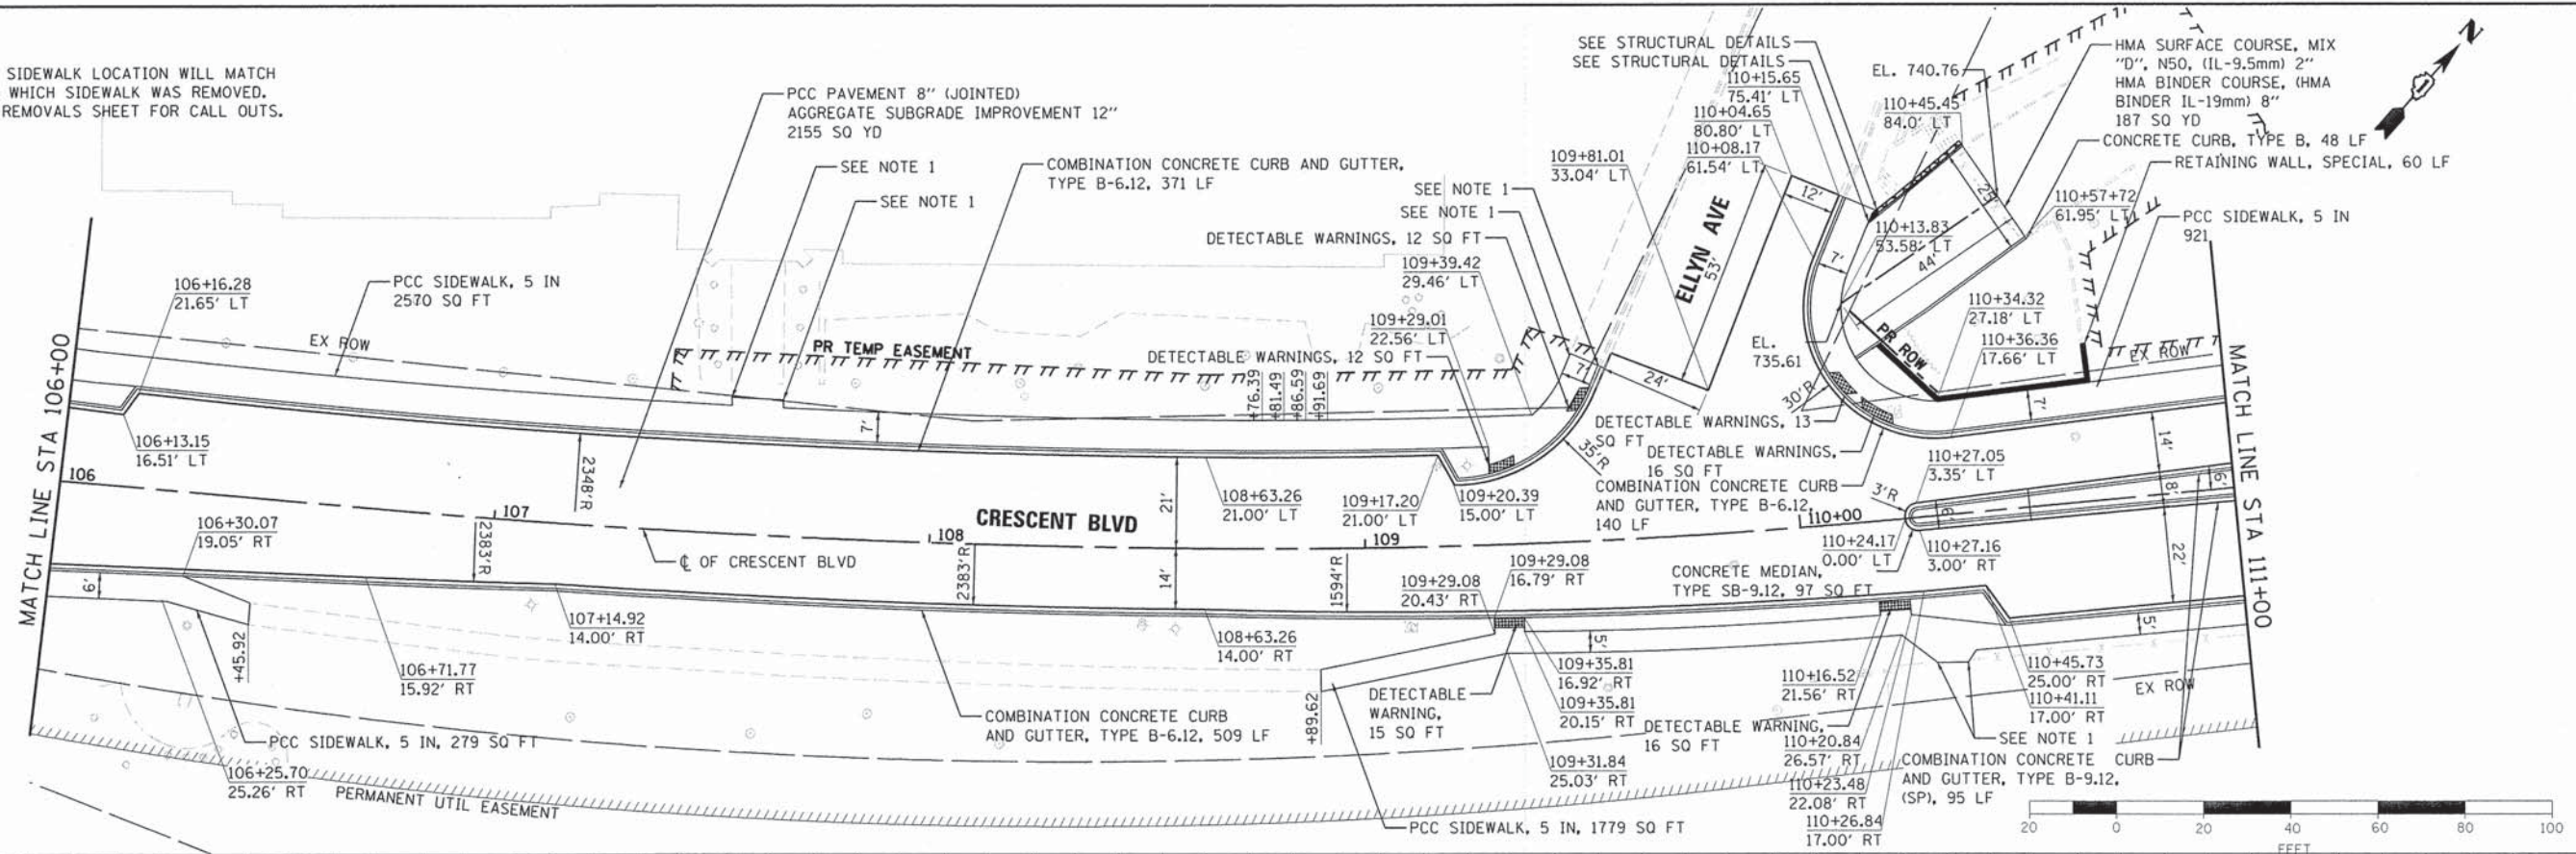 SIDEWALK LOCATION WILL MATCH
WHICH SIDEWALK WAS REMOVED.
REMOVALS SHEET FOR CALL OUTS.
PCC PAVEMENT 8" (JOINTED)
AGGREGATE SUBGRADE IMPROVEMENT 12"
2155 SQ YD
SEE NOTE 1
SEE NOTE 1
COMBINATION CONCRETE CURB AND GUTTER,
TYPE B-6.12, 371 LF
SEE NOTE 1
SEE NOTE 1
DETECTABLE WARNINGS, 12 SQ FT
109+39.42
29.46' LT
109+29.01
22.56' LT
DETECTABLE WARNINGS, 12 SQ FT
109+81.01
33.04' LT
SEE STRUCTURAL DETAILS
SEE STRUCTURAL DETAILS
110+15.65
75.41' LT
110+04.65
80.80' LT
110+08.17
61.54' LT
EL. 740.76
110+45.45
84.0' LT
HMA SURFACE COURSE, MIX
"D", N50, (IL-9.5mm) 2"
HMA BINDER COURSE, (HMA
BINDER IL-19mm) 8"
187 SQ YD
CONCRETE CURB, TYPE B, 48 LF
RETAINING WALL, SPECIAL, 60 LF
110+57+72
61.95' LT
PCC SIDEWALK, 5 IN
921
N
12'
ELLYN AVE
53'
25'
110+13.83
53.58' LT
7'
44'
110+34.32
27.18' LT
110+36.36
17.66' LT
PR ROW
EL.
735.61
EX ROW
MATCH LINE STA 106+00
106+16.28
21.65' LT
PCC SIDEWALK, 5 IN
2570 SQ FT
EX ROW
PR TEMP EASEMENT
+76.39
+81.49
+86.59
+91.69
7'
24'
30'R
7'
MATCH LINE STA 111+00
106+13.15
16.51' LT
7'
35'R
DETECTABLE WARNINGS, 13
SQ FT
DETECTABLE WARNINGS,
16 SQ FT
COMBINATION CONCRETE CURB
AND GUTTER, TYPE B-6.12,
140 LF
110+27.05
3.35' LT
3'R
14'
8'
6'
6'
106
107
108
109
110+00
2348'R
2383'R
2383'R
1594'R
CRESCENT BLVD
21'
14'
22'
108+63.26
21.00' LT
109+17.20
21.00' LT
109+20.39
15.00' LT
106+30.07
19.05' RT
℄ OF CRESCENT BLVD
110+24.17
0.00' LT
110+27.16
3.00' RT
CONCRETE MEDIAN,
TYPE SB-9.12, 97 SQ FT
109+29.08
16.79' RT
109+29.08
20.43' RT
6'
+45.92
107+14.92
14.00' RT
106+71.77
15.92' RT
108+63.26
14.00' RT
5'
5'
109+35.81
16.92' RT
109+35.81
20.15' RT
110+16.52
21.56' RT
110+45.73
25.00' RT
110+41.11
17.00' RT
EX ROW
+89.62
DETECTABLE
WARNING,
15 SQ FT
COMBINATION CONCRETE CURB
AND GUTTER, TYPE B-6.12, 509 LF
PCC SIDEWALK, 5 IN, 279 SQ FT
106+25.70
25.26' RT
PERMANENT UTIL EASEMENT
109+31.84
25.03' RT
DETECTABLE WARNING,
16 SQ FT
110+20.84
26.57' RT
110+23.48
22.08' RT
110+26.84
17.00' RT
SEE NOTE 1
COMBINATION CONCRETE CURB
AND GUTTER, TYPE B-9.12,
(SP), 95 LF
PCC SIDEWALK, 5 IN, 1779 SQ FT
20 0 20 40 60 80 100
FEET